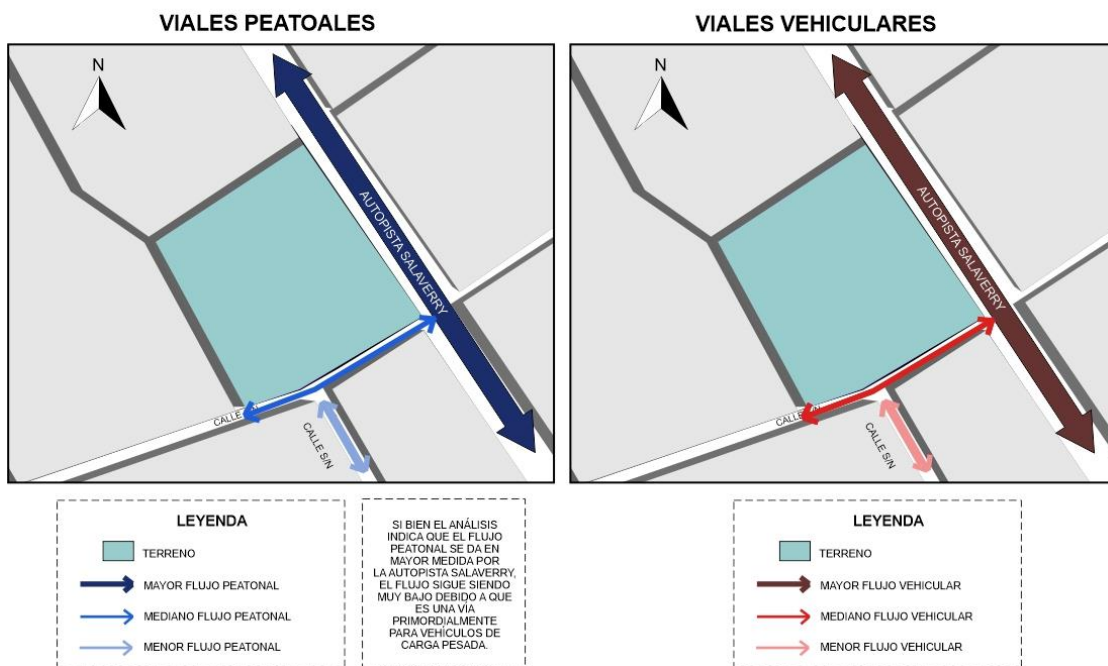 VIALES PEATOALES
N
AUTOPISTA SALAVERRY
CALLE
CALLE S/N
LEYENDA
TERRENO
MAYOR FLUJO PEATONAL
MEDIANO FLUJO PEATONAL
MENOR FLUJO PEATONAL
SI BIEN EL ANÁLISIS
INDICA QUE EL FLUJO
PEATONAL SE DA EN
MAYOR MEDIDA POR
LA AUTOPISTA SALAVERRY,
EL FLUJO SIGUE SIENDO
MUY BAJO DEBIDO A QUE
ES UNA VÍA
PRIMORDIALMENTE
PARA VEHÍCULOS DE
CARGA PESADA.
VIALES VEHICULARES
N
AUTOPISTA SALAVERRY
CALLE S/N
LEYENDA
TERRENO
MAYOR FLUJO VEHICULAR
MEDIANO FLUJO VEHICULAR
MENOR FLUJO VEHICULAR